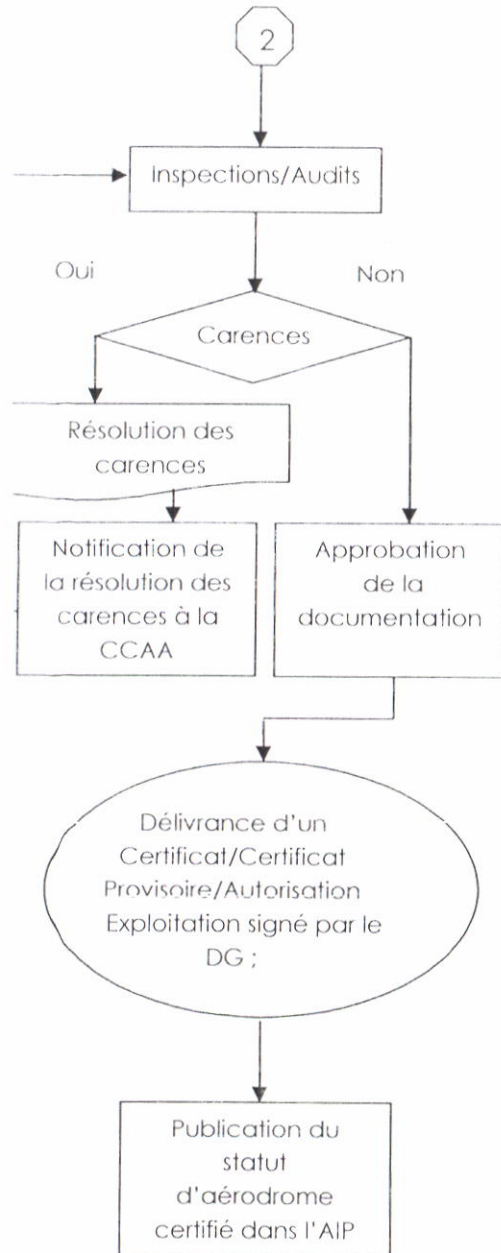 2
Inspections/Audits
Oui
Non
Carences
Résolution des
carences
Notification de
la résolution des
carences à la
CCAA
Approbation
de la
documentation
Délivrance d'un
Certificat/Certificat
Provisoire/Autorisation
Exploitation signé par le
DG ;
Publication du
statut
d'aérodrome
certifié dans l'AIP